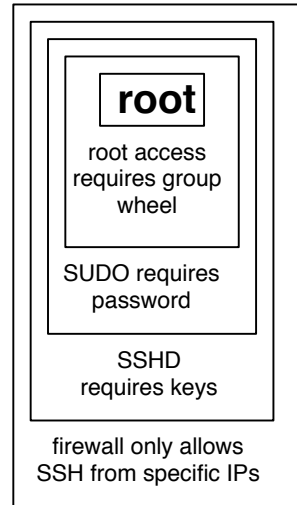 root
root access
requires group
wheel
SUDO requires
password
SSHD
requires keys
firewall only allows
SSH from specific IPs